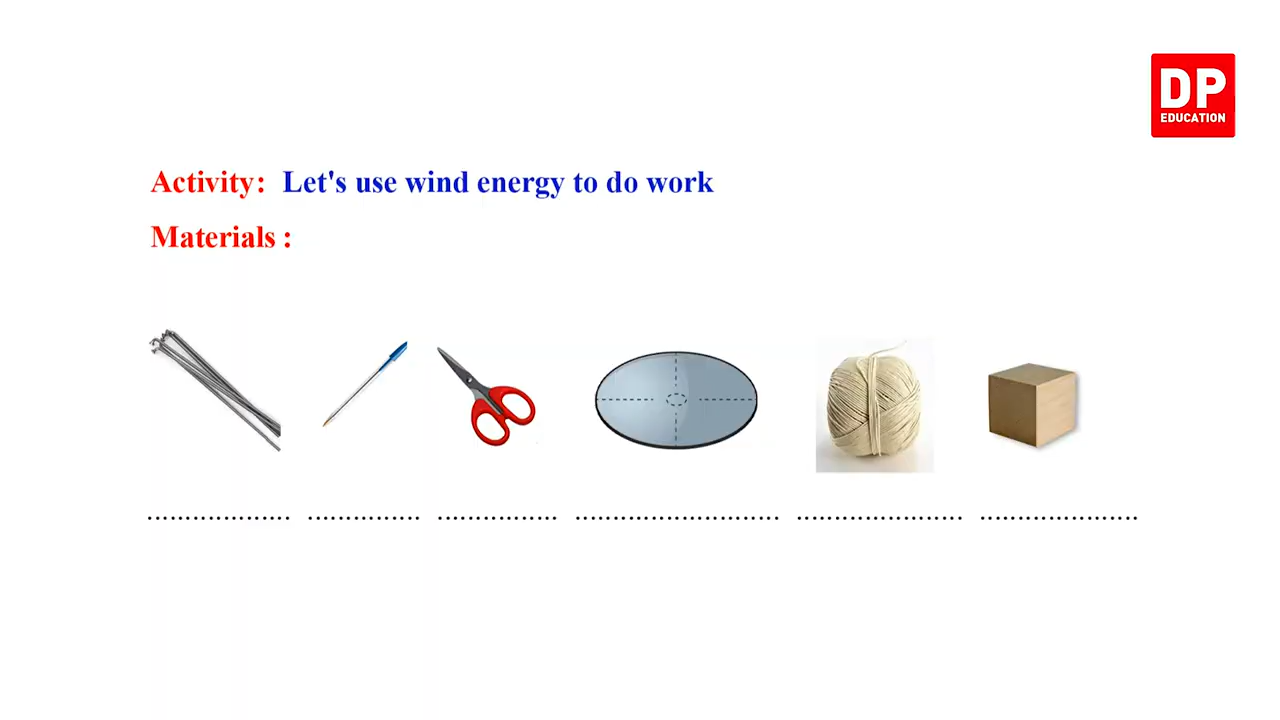 DP
EDUCATION
Activity: Let's use wind energy to do work
Materials :
................... ............... ................ ........................... ...................... .....................